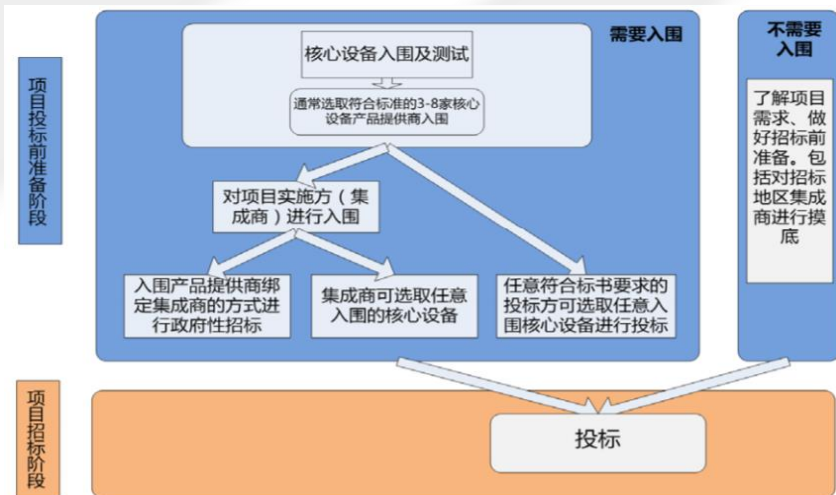 项目投标前准备阶段
需要入围
核心设备入围及测试
通常选取符合标准的3-8家核心
设备产品提供商入围
对项目实施方（集
成商）进行入围
入围产品提供商绑
定集成商的方式进
行政府性招标
集成商可选取任意
入围的核心设备
任意符合标书要求的
投标方可选取任意入
围核心设备进行投标
不需要
入围
了解项目
需求、做
好招标前
准备。包
括对招标
地区集成
商进行摸
底
项目招标阶段
投标